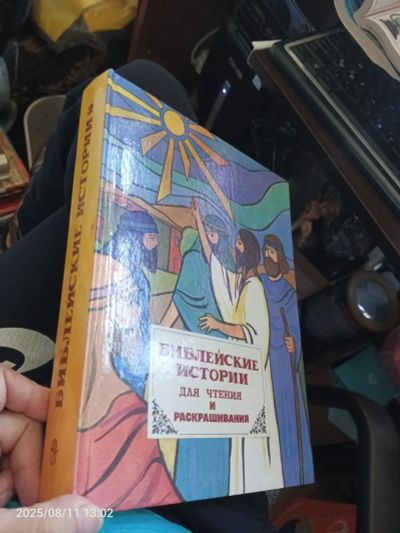 БИБЛЕЙСКИЕ ИСТОРИИ
БИБЛЕЙСКИЕ
ИСТОРИИ
ДЛЯ ЧТЕНИЯ
И
РАСКРАШИВАНИЯ
2025/08/11 13:02